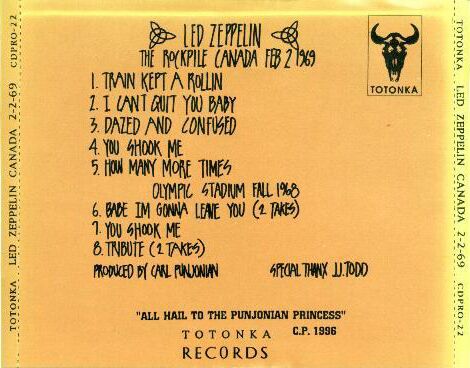 TOTONKA LED ZEPPELIN CANADA 2-2-69 CDPRO-22
LED ZEPPELIN
THE ROCKPILE CANADA FEB 2 1969
1. TRAIN KEPT A ROLLIN
2. I CANT QUIT YOU BABY
3. DAZED AND CONFUSED
4. YOU SHOOK ME
5. HOW MANY MORE TIMES
OLYMPIC STADIUM FALL 1968
6. BABE IM GONNA LEAVE YOU (2 TAKES)
7. YOU SHOOK ME
8. TRIBUTE (2 TAKES)
PRODUCED BY CARL PUNJONIAN SPECIAL THANX J.J.TODD
"ALL HAIL TO THE PUNJONIAN PRINCESS"
TOTONKA C.P. 1996
RECORDS
TOTONKA
TOTONKA LED ZEPPELIN CANADA 2-2-69 CDPRO-22